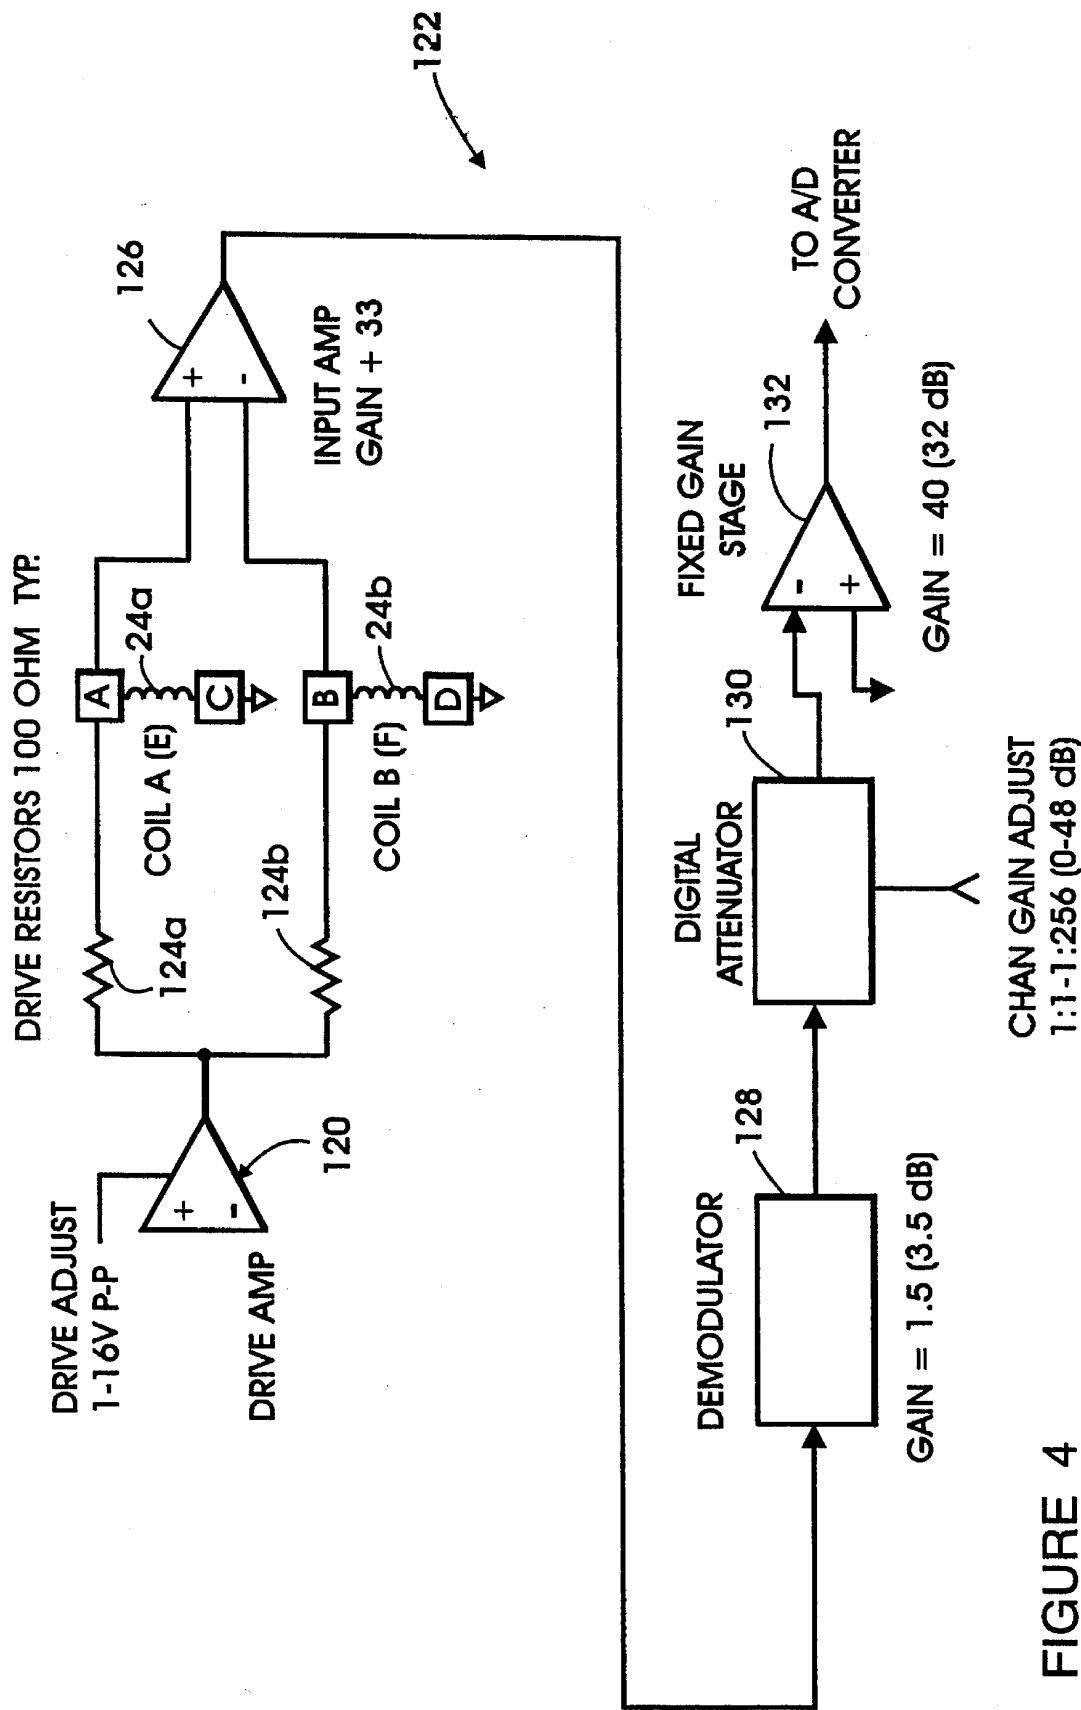 DRIVE RESISTORS 100 OHM TYP.
DRIVE ADJUST
1-16V P-P
+
-
DRIVE AMP
120
124a
124b
A
24a
C
COIL A (E)
B
24b
D
COIL B (F)
126
+
-
INPUT AMP
GAIN + 33
122
DEMODULATOR
128
GAIN = 1.5 (3.5 dB)
DIGITAL
ATTENUATOR
130
CHAN GAIN ADJUST
1:1-1:256 (0-48 dB)
FIXED GAIN
STAGE
132
-
+
GAIN = 40 (32 dB)
TO A/D
CONVERTER
FIGURE 4